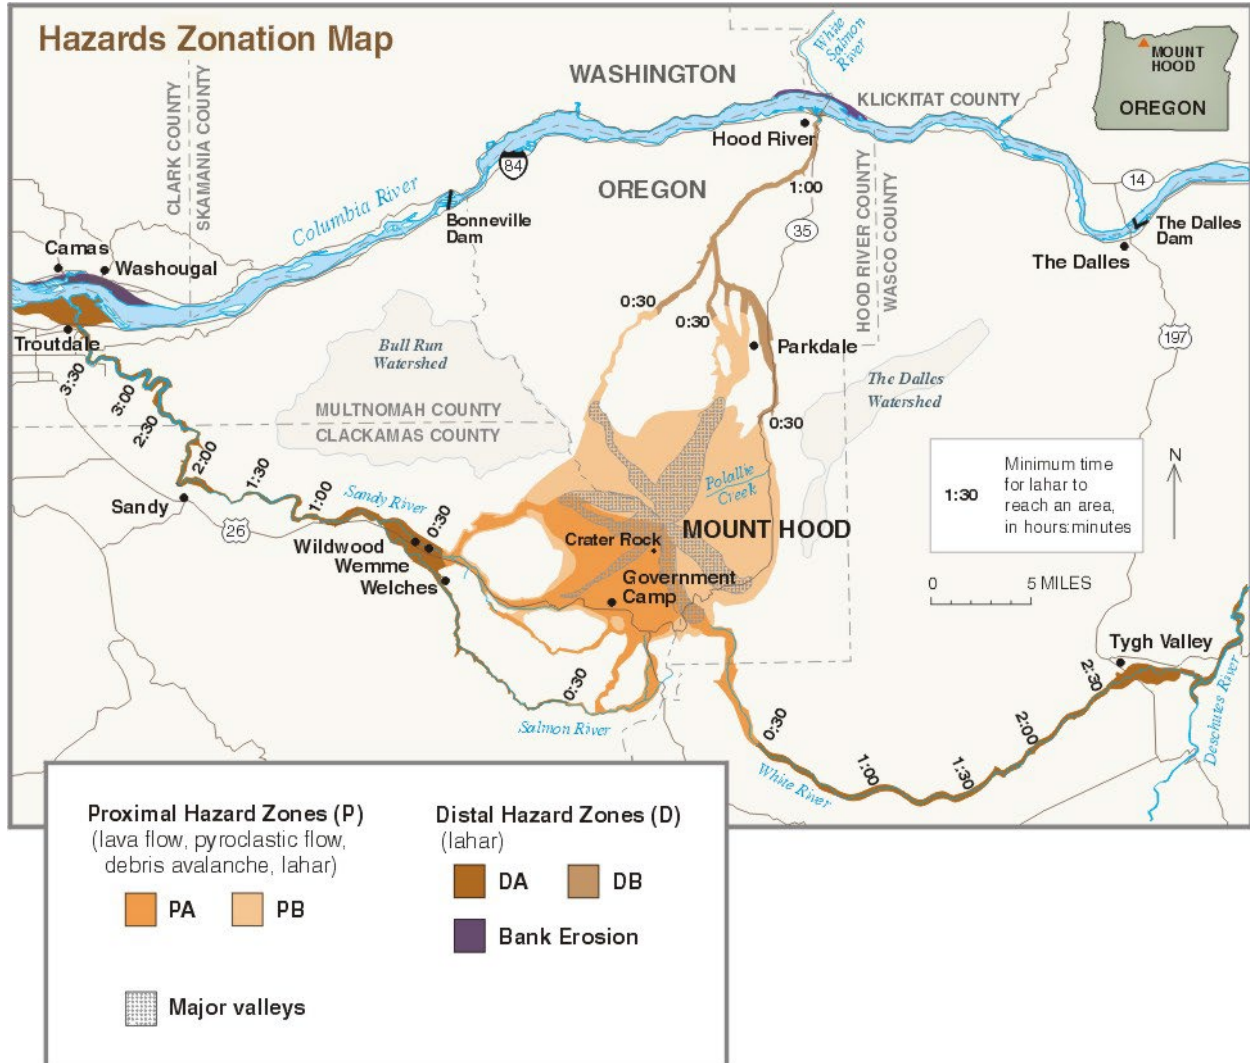 Hazards Zonation Map
White
Salmon
River
MOUNT
HOOD
OREGON
WASHINGTON
KLICKITAT COUNTY
CLARK COUNTY
SKAMANIA COUNTY
Hood River
84
OREGON
1:00
14
Columbia River
Bonneville
Dam
35
HOOD RIVER COUNTY
WASCO COUNTY
The Dalles
Dam
The Dalles
Camas
Washougal
0:30
0:30
Troutdale
Bull Run
Watershed
Parkdale
197
The Dalles
Watershed
3:30
3:00
2:30
MULTNOMAH COUNTY
CLACKAMAS COUNTY
0:30
2:00
1:30
1:00
Sandy River
0:30
Polallie
Creek
1:30
Minimum time
for lahar to
reach an area,
in hours:minutes
N
Sandy
26
MOUNT HOOD
Crater Rock
Wildwood
Wemme
Welches
Government
Camp
0
5 MILES
Tygh Valley
0:30
Salmon River
0:30
White River
1:00
1:30
2:00
2:30
Deschutes River
Proximal Hazard Zones (P)
(lava flow, pyroclastic flow,
debris avalanche, lahar)
PA
PB
Distal Hazard Zones (D)
(lahar)
DA
DB
Bank Erosion
Major valleys